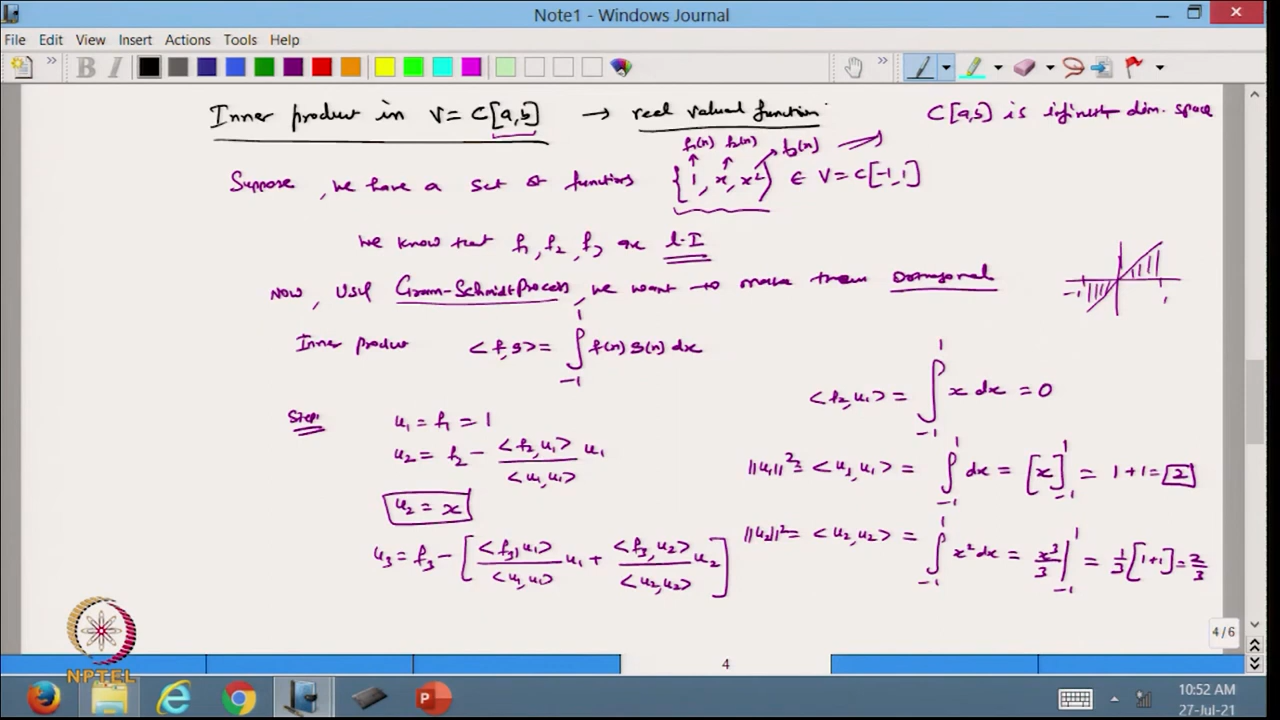 Note1 - Windows Journal
File Edit View Insert Actions Tools Help
Inner product in V = C[a,b] → real valued function
C[a,b] is infinite dim. space
f1(x) f2(x) f3(x)
Suppose, we have a set of functions {1, x, x²} ∈ V = C[-1,1]
We know that f1, f2, f3 are L.I
Now, using Gram-Schmidt Process, we want to make them orthogonal
-1 1
Inner product <f,g> = ∫_{-1}^{1} f(x) g(x) dx
<f2,u1> = ∫_{-1}^{1} x dx = 0
Step: u1 = f1 = 1
u2 = f2 - <f2,u1>/<u1,u1> u1
||u1||² = <u1,u1> = ∫_{-1}^{1} dx = [x]_{-1}^{1} = 1+1 = 2
u2 = x
||u2||² = <u2,u2> = ∫_{-1}^{1} x² dx = x³/3 |_{-1}^{1} = 1/3 [1+1] = 2/3
u3 = f3 - [<f3,u1>/<u1,u1> u1 + <f3,u2>/<u2,u2> u2]
4/6
NPTEL
4
10:52 AM
27-Jul-21